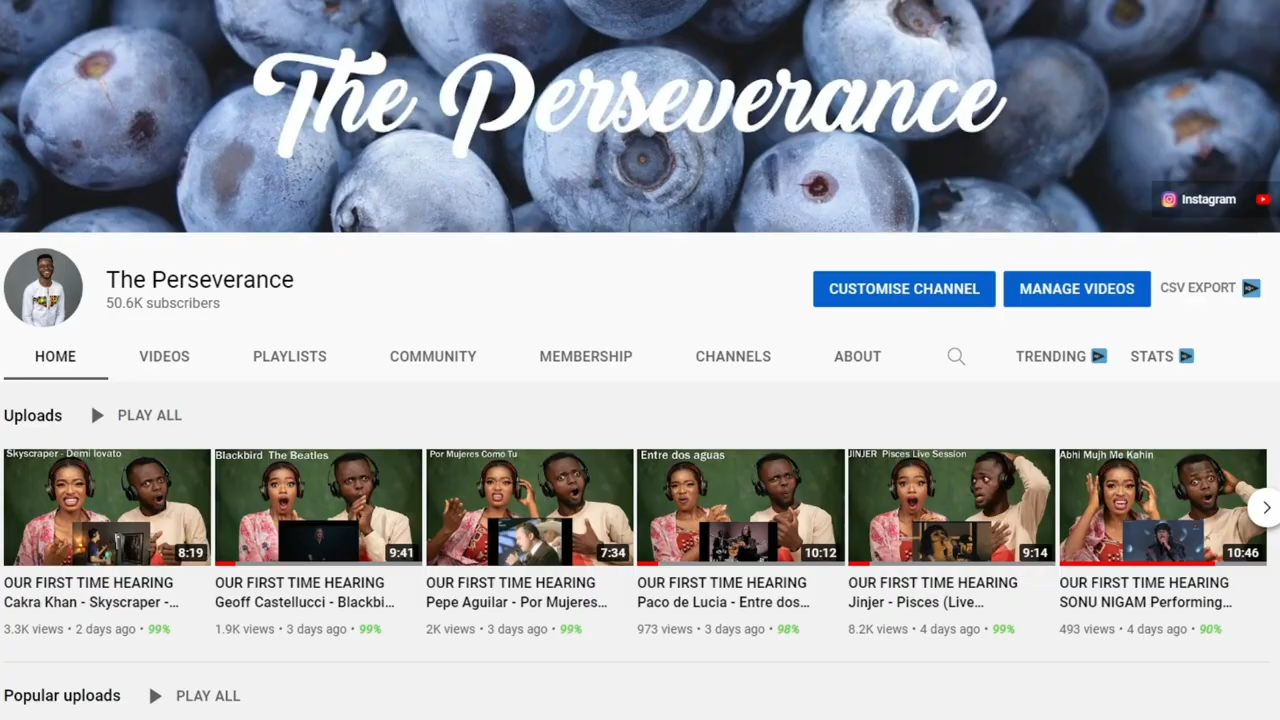 The Perseverance
Instagram
The Perseverance
50.6K subscribers
CUSTOMISE CHANNEL
MANAGE VIDEOS
CSV EXPORT
HOME
VIDEOS
PLAYLISTS
COMMUNITY
MEMBERSHIP
CHANNELS
ABOUT
TRENDING
STATS
Uploads
PLAY ALL
Skyscraper - Demi lovato
8:19
Blackbird The Beatles
9:41
Por Mujeres Como Tu
7:34
Entre dos aguas
10:12
JINJER Pisces Live Session
9:14
Abhi Mujh Me Kahin
10:46
OUR FIRST TIME HEARING
Cakra Khan - Skyscraper -...
3.3K views • 2 days ago • 99%
OUR FIRST TIME HEARING
Geoff Castellucci - Blackbi...
1.9K views • 3 days ago • 99%
OUR FIRST TIME HEARING
Pepe Aguilar - Por Mujeres...
2K views • 3 days ago • 99%
OUR FIRST TIME HEARING
Paco de Lucia - Entre dos...
973 views • 3 days ago • 98%
OUR FIRST TIME HEARING
Jinjer - Pisces (Live...
8.2K views • 4 days ago • 99%
OUR FIRST TIME HEARING
SONU NIGAM Performing...
493 views • 4 days ago • 90%
Popular uploads
PLAY ALL